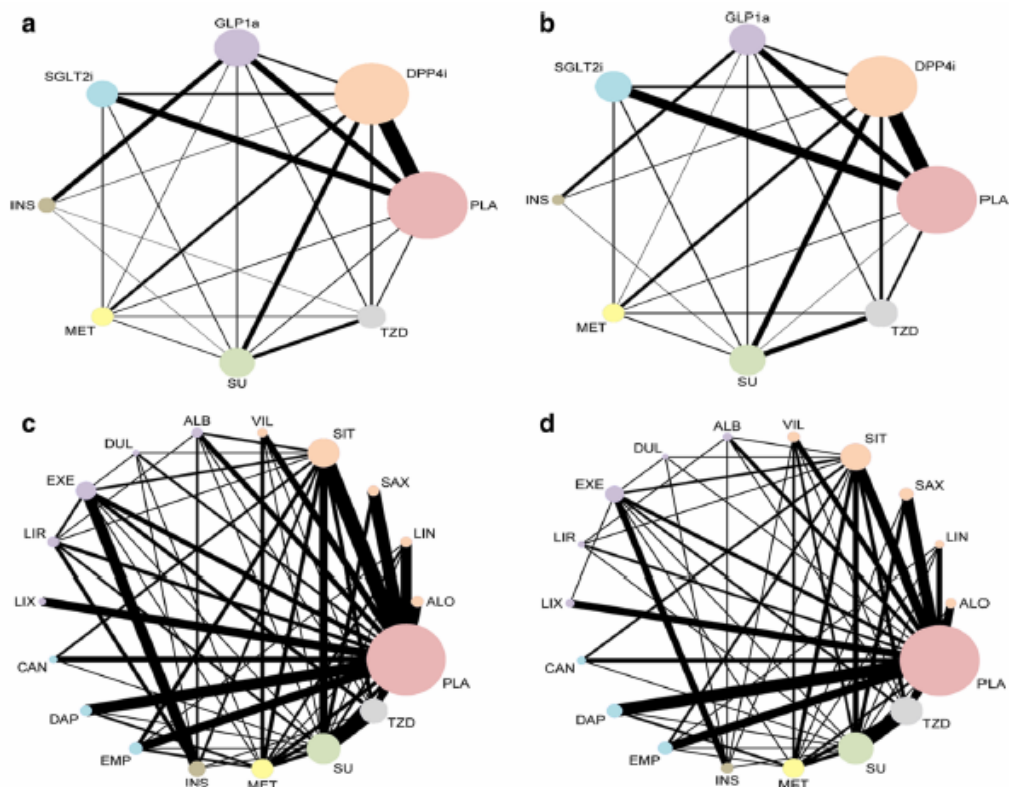 a
GLP1a
SGLT2i
DPP4i
INS
PLA
MET
TZD
SU
b
GLP1a
SGLT2i
DPP4i
INS
PLA
MET
TZD
SU
c
ALB
VIL
DUL
SIT
EXE
SAX
LIR
LIN
LIX
ALO
CAN
PLA
DAP
TZD
EMP
SU
INS
MET
d
ALB
VIL
DUL
SIT
EXE
SAX
LIR
LIN
LIX
ALO
CAN
PLA
DAP
TZD
EMP
SU
INS
MET